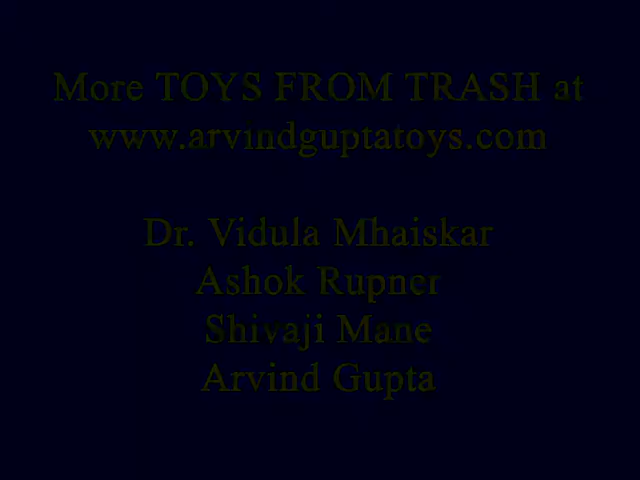 More TOYS FROM TRASH at
www.arvindguptatoys.com
Dr. Vidula Mhaiskar
Ashok Rupner
Shivaji Mane
Arvind Gupta